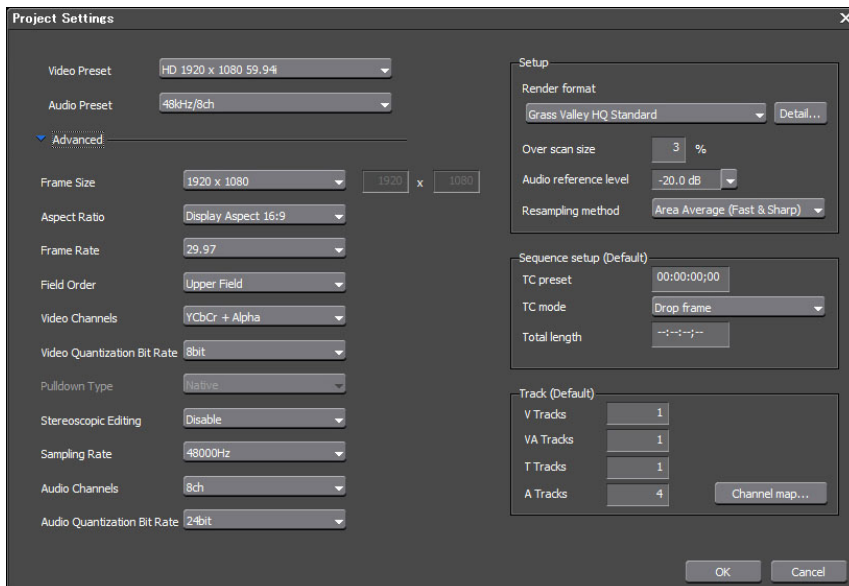 Project Settings
X
Video Preset HD 1920 x 1080 59.94i
Audio Preset 48kHz/8ch
Advanced
Frame Size 1920 x 1080 1920 x 1080
Aspect Ratio Display Aspect 16:9
Frame Rate 29.97
Field Order Upper Field
Video Channels YCbCr + Alpha
Video Quantization Bit Rate 8bit
Pulldown Type Native
Stereoscopic Editing Disable
Sampling Rate 48000Hz
Audio Channels 8ch
Audio Quantization Bit Rate 24bit
Setup
Render format
Grass Valley HQ Standard Detail...
Over scan size 3 %
Audio reference level -20.0 dB
Resampling method Area Average (Fast & Sharp)
Sequence setup (Default)
TC preset 00:00:00;00
TC mode Drop frame
Total length --:--:--;--
Track (Default)
V Tracks 1
VA Tracks 1
T Tracks 1
A Tracks 4 Channel map...
OK Cancel